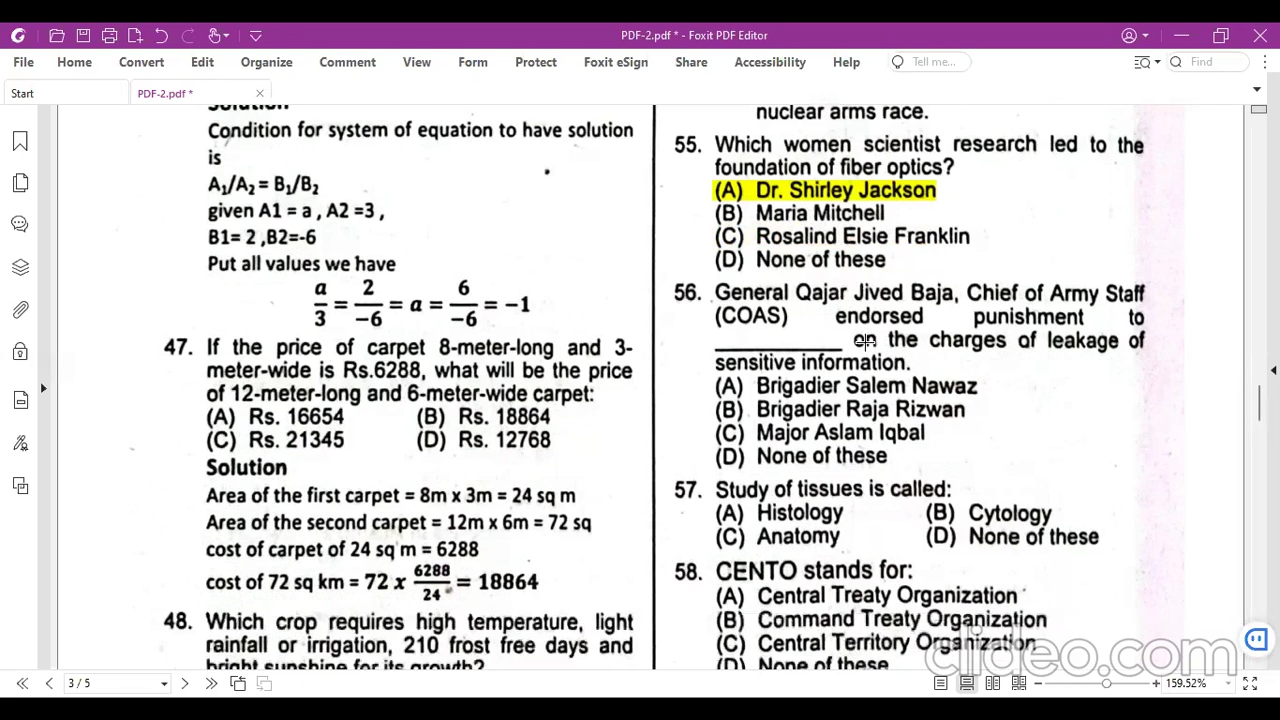 PDF-2.pdf * - Foxit PDF Editor
File Home Convert Edit Organize Comment View Form Protect Foxit eSign Share Accessibility Help Tell me... Find
Start PDF-2.pdf *
Solution
Condition for system of equation to have solution
is
A₁/A₂ = B₁/B₂
given A1 = a , A2 =3 ,
B1= 2 ,B2=-6
Put all values we have
a/3 = 2/-6 = a = 6/-6 = −1
47. If the price of carpet 8-meter-long and 3-
meter-wide is Rs.6288, what will be the price
of 12-meter-long and 6-meter-wide carpet:
(A) Rs. 16654 (B) Rs. 18864
(C) Rs. 21345 (D) Rs. 12768
Solution
Area of the first carpet = 8m x 3m = 24 sq m
Area of the second carpet = 12m x 6m = 72 sq
cost of carpet of 24 sq m = 6288
cost of 72 sq km = 72 x 6288/24 = 18864
48. Which crop requires high temperature, light
rainfall or irrigation, 210 frost free days and
bright sunshine for its growth?
nuclear arms race.
55. Which women scientist research led to the
foundation of fiber optics?
(A) Dr. Shirley Jackson
(B) Maria Mitchell
(C) Rosalind Elsie Franklin
(D) None of these
56. General Qajar Jived Baja, Chief of Army Staff
(COAS) endorsed punishment to
____________ on the charges of leakage of
sensitive information.
(A) Brigadier Salem Nawaz
(B) Brigadier Raja Rizwan
(C) Major Aslam Iqbal
(D) None of these
57. Study of tissues is called:
(A) Histology (B) Cytology
(C) Anatomy (D) None of these
58. CENTO stands for:
(A) Central Treaty Organization
(B) Command Treaty Organization
(C) Central Territory Organization
(D) None of these
clideo.com
3 / 5 159.52%